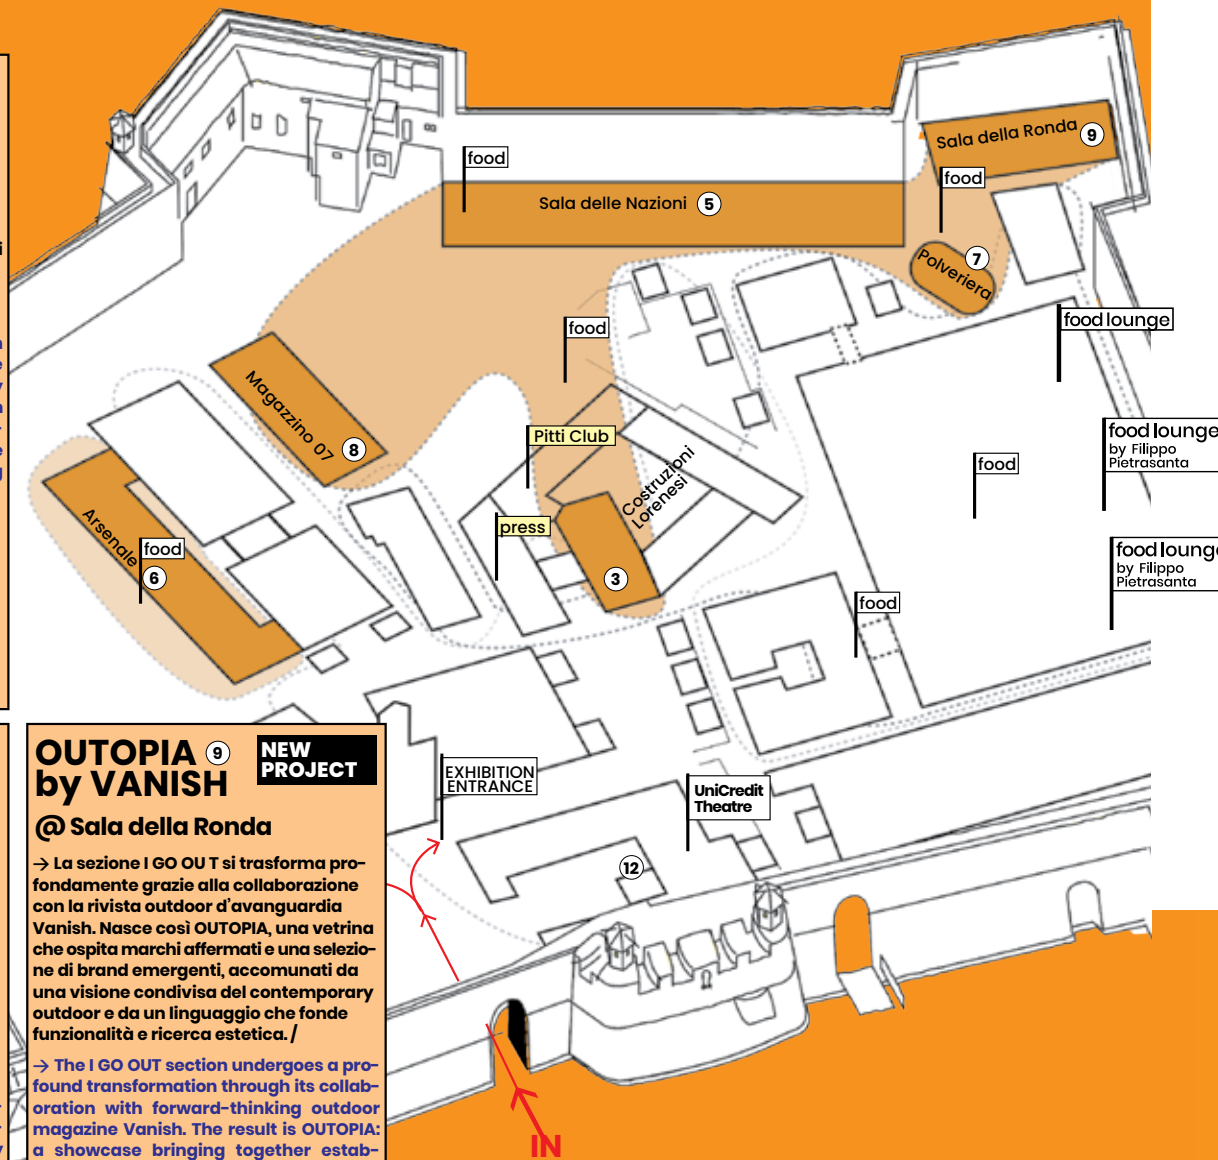 food
Sala della Ronda 9
food
Sala delle Nazioni 5
7
Polveriera
food lounge
food
Magazzino 07 8
Pitti Club
food lounge
by Filippo
Pietrasanta
Costruzioni
Lorenesi
food
press
Arsenale
food
6
3
food lounge
by Filippo
Pietrasanta
food
EXHIBITION
ENTRANCE
UniCredit
Theatre
12
OUTOPIA 9
by VANISH
NEW
PROJECT
@ Sala della Ronda
→ La sezione I GO OU T si trasforma pro-
fondamente grazie alla collaborazione
con la rivista outdoor d'avanguardia
Vanish. Nasce così OUTOPIA, una vetrina
che ospita marchi affermati e una selezio-
ne di brand emergenti, accomunati da
una visione condivisa del contemporary
outdoor e da un linguaggio che fonde
funzionalità e ricerca estetica. /
→ The I GO OUT section undergoes a pro-
found transformation through its collab-
oration with forward-thinking outdoor
magazine Vanish. The result is OUTOPIA:
a showcase bringing together estab-
IN